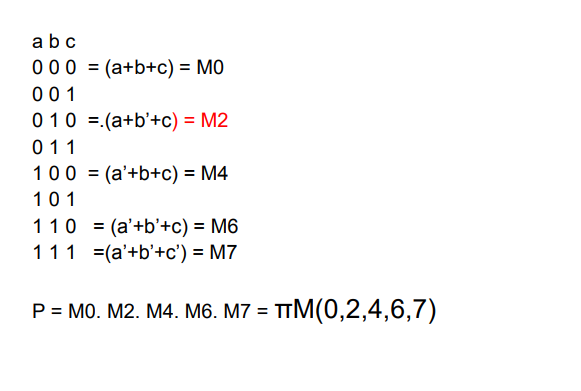 a b c
0 0 0 = (a+b+c) = M0
0 0 1
0 1 0 =.(a+b’+c) = M2
0 1 1
1 0 0 = (a’+b+c) = M4
1 0 1
1 1 0 = (a’+b’+c) = M6
1 1 1 =(a’+b’+c’) = M7
P = M0. M2. M4. M6. M7 = πM(0,2,4,6,7)